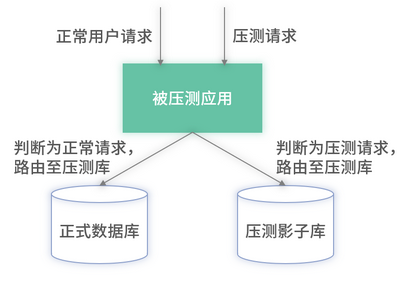 正常用户请求
压测请求
被压测应用
判断为正常请求，
路由至压测库
判断为压测请求，
路由至压测库
正式数据库
压测影子库